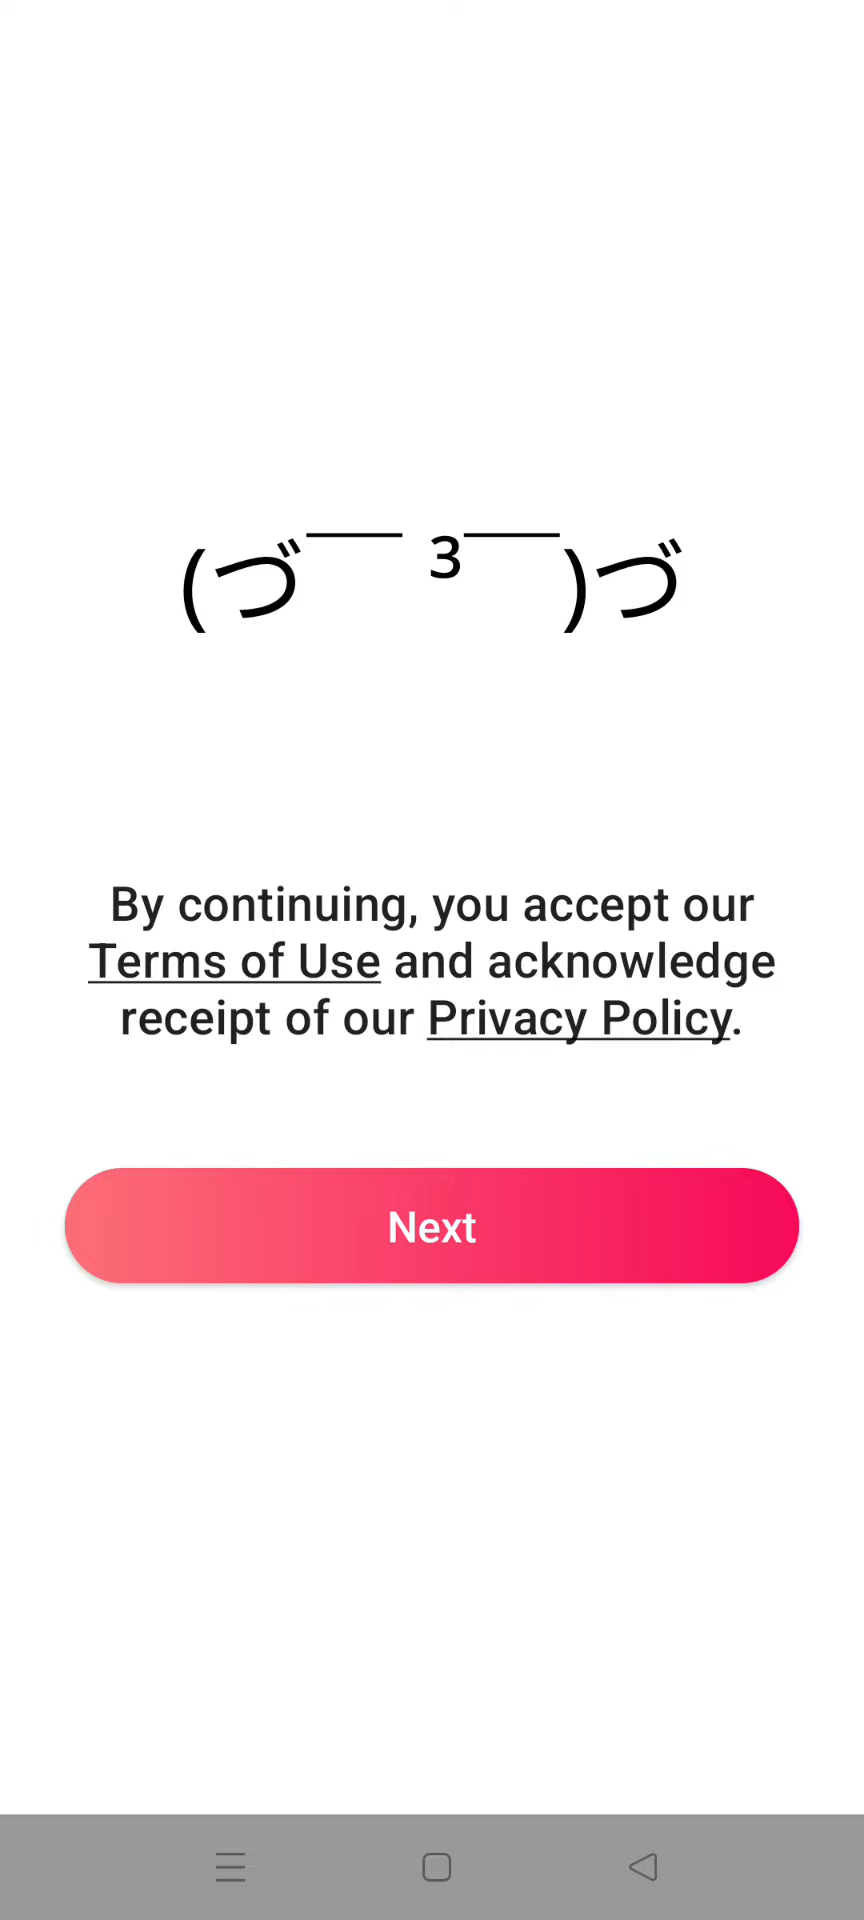 (づ￣ ³￣)づ
By continuing, you accept our
Terms of Use and acknowledge
receipt of our Privacy Policy.
Next